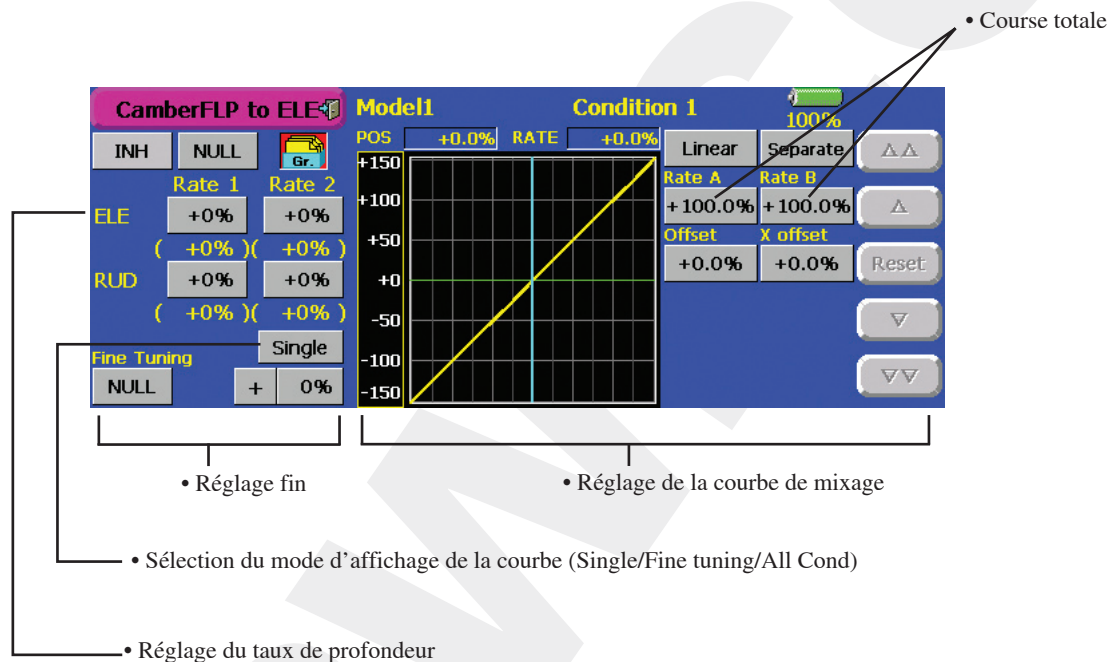 • Course totale
CamberFLP to ELE
Model1
Condition 1
100%
INH
NULL
Gr.
POS
+0.0%
RATE
+0.0%
Linear
Separate
Rate 1
Rate 2
Rate A
Rate B
ELE
+0%
+0%
+100.0%
+100.0%
( +0% )( +0% )
Offset
X offset
RUD
+0%
+0%
+0.0%
+0.0%
Reset
( +0% )( +0% )
Single
Fine Tuning
NULL
+
0%
+150
+100
+50
+0
-50
-100
-150
• Réglage fin
• Réglage de la courbe de mixage
• Sélection du mode d’affichage de la courbe (Single/Fine tuning/All Cond)
• Réglage du taux de profondeur